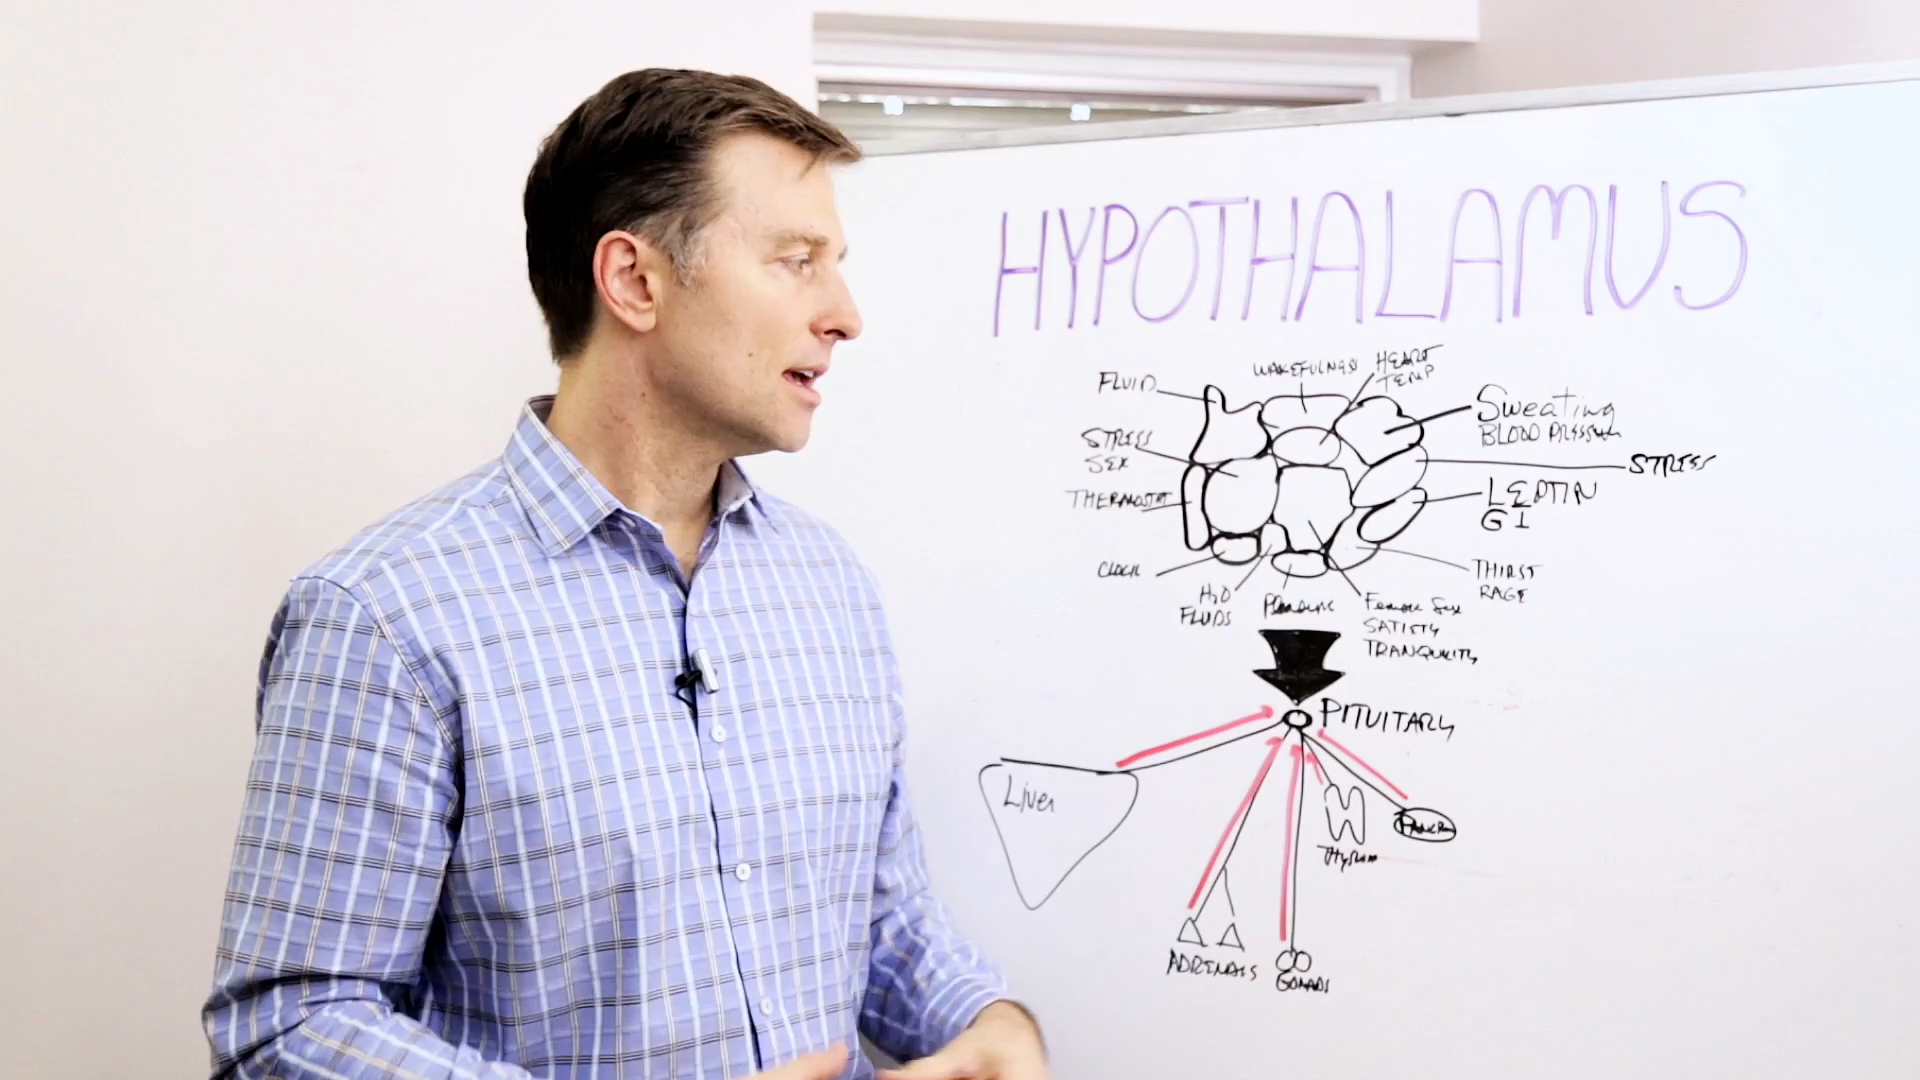 HYPOTHALAMUS
HEART
TEMP
WAKEFULNESS
FLUID
Sweating
BLOOD PRESSURE
STRESS
SEX
STRESS
THERMOSTAT
LEPTIN
GI
CLOCK
THIRST
RAGE
H2O
FLUIDS
Female Sex
SATIETY
TRANQUILITY
PITUITARY
Liver
PANCREAS
Thyroid
ADRENALS
GONADS